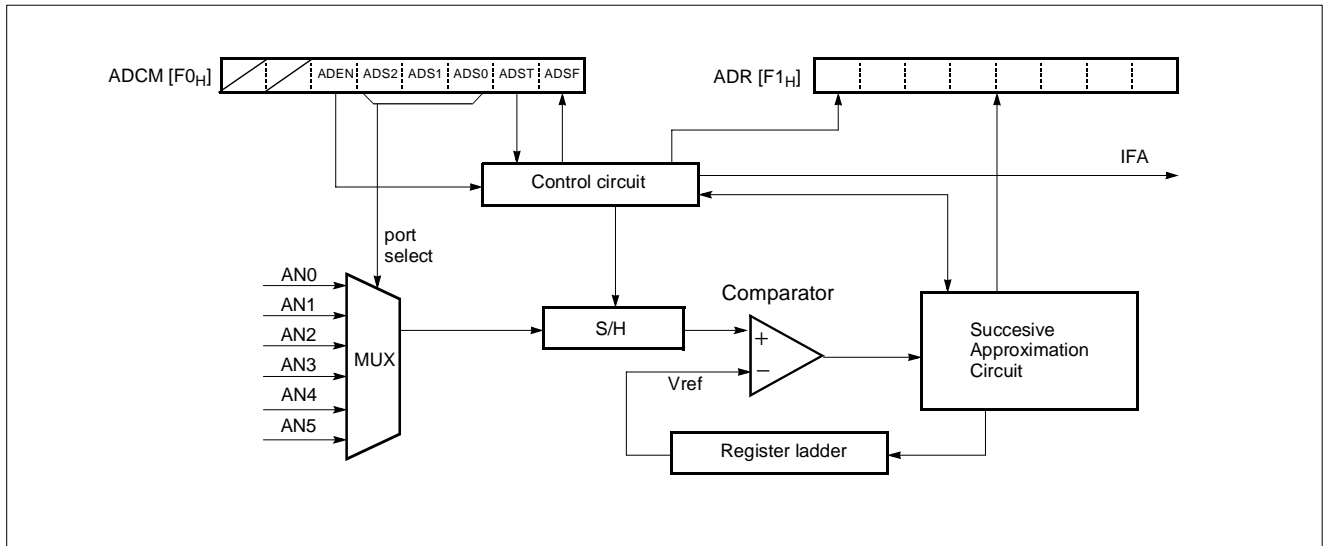 ADCM [F0H] ADEN ADS2 ADS1 ADS0 ADST ADSF
ADR [F1H]
IFA
Control circuit
port
select
AN0
AN1
AN2
AN3
AN4
AN5
MUX
S/H
Comparator
+
−
Vref
Succesive
Approximation
Circuit
Register ladder